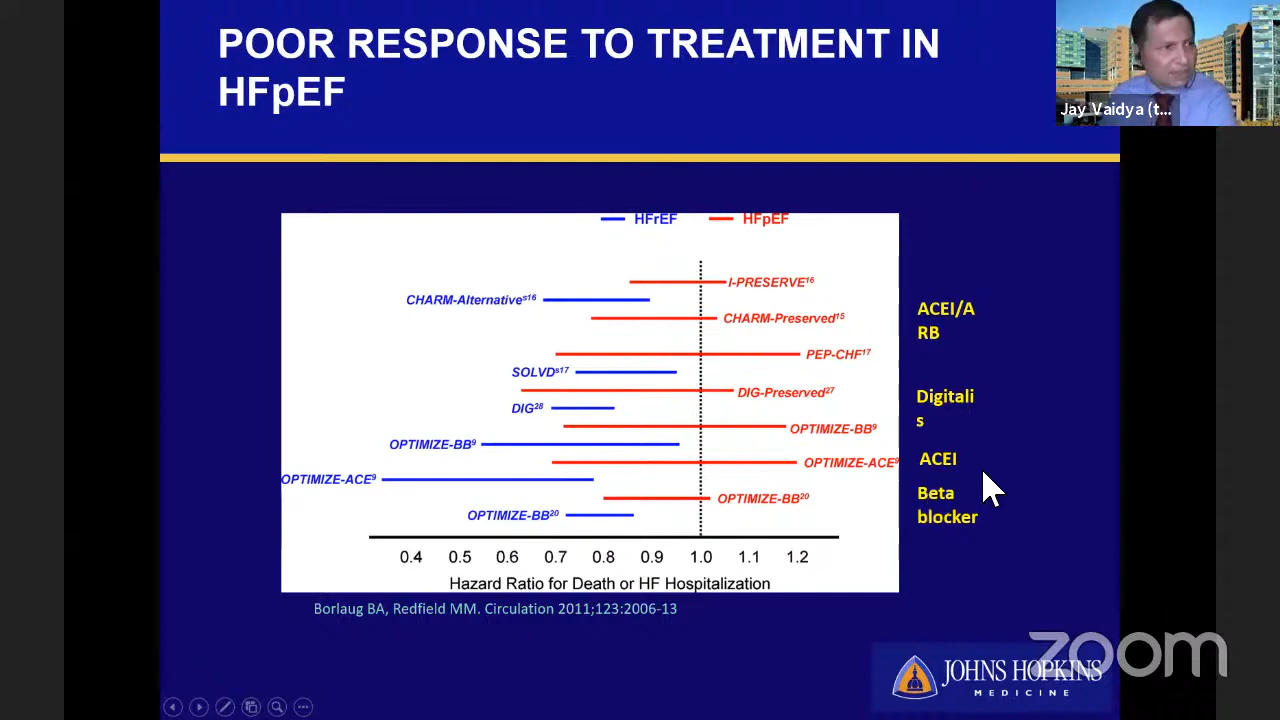 POOR RESPONSE TO TREATMENT IN
HFpEF
Jay Vaidya (t...
HFrEF
HFpEF
I-PRESERVE16
CHARM-Alternatives16
CHARM-Preserved15
PEP-CHF17
SOLVDs17
DIG-Preserved27
DIG28
OPTIMIZE-BB9
OPTIMIZE-BB9
OPTIMIZE-ACE9
OPTIMIZE-ACE9
OPTIMIZE-BB20
OPTIMIZE-BB20
ACEI/A
RB
Digitali
s
ACEI
Beta
blocker
0.4 0.5 0.6 0.7 0.8 0.9 1.0 1.1 1.2
Hazard Ratio for Death or HF Hospitalization
Borlaug BA, Redfield MM. Circulation 2011;123:2006-13
zoom
JOHNS HOPKINS
MEDICINE